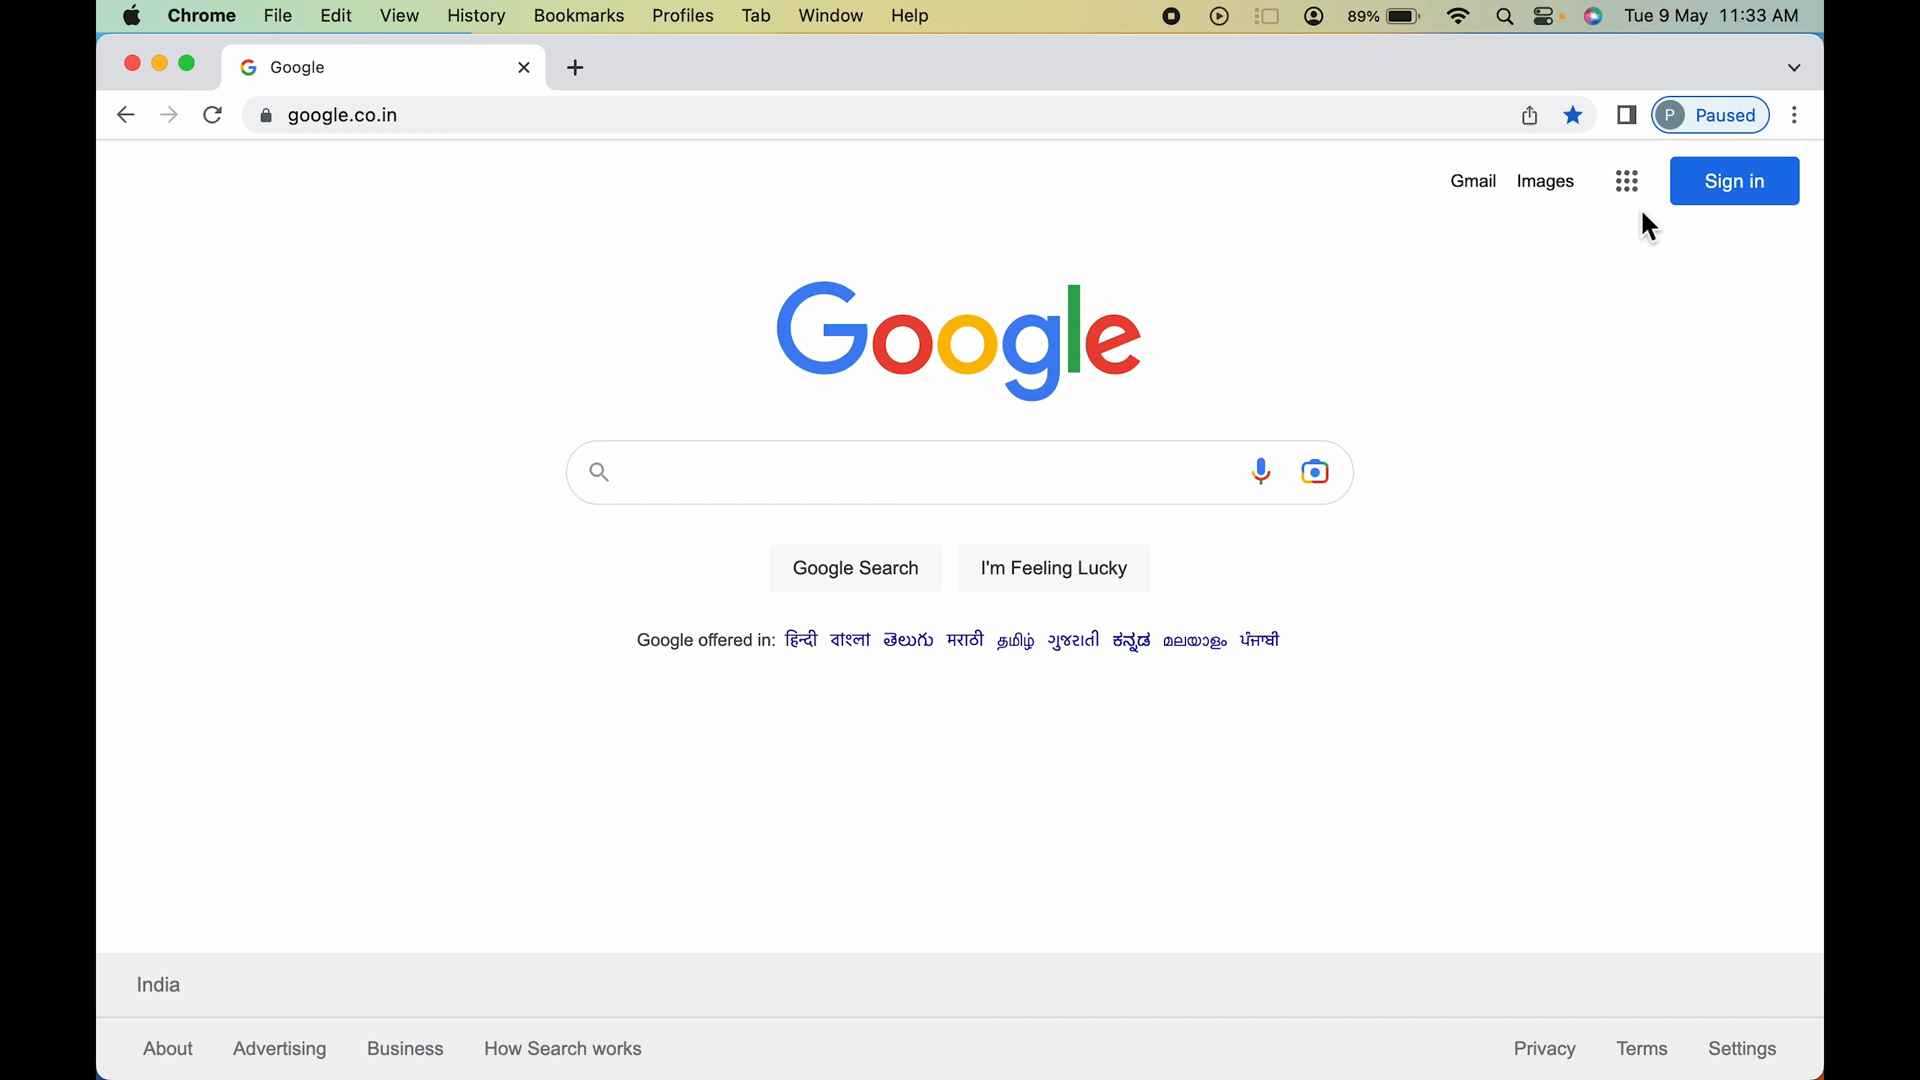 Chrome File Edit View History Bookmarks Profiles Tab Window Help 89% Tue 9 May 11:33 AM
Google
google.co.in P Paused
Gmail Images Sign in
Google
Google Search I'm Feeling Lucky
Google offered in: हिन्दी বাংলা తెలుగు मराठी தமிழ் ગુજરાતી ಕನ್ನಡ മലയാളം ਪੰਜਾਬੀ
India
About Advertising Business How Search works Privacy Terms Settings